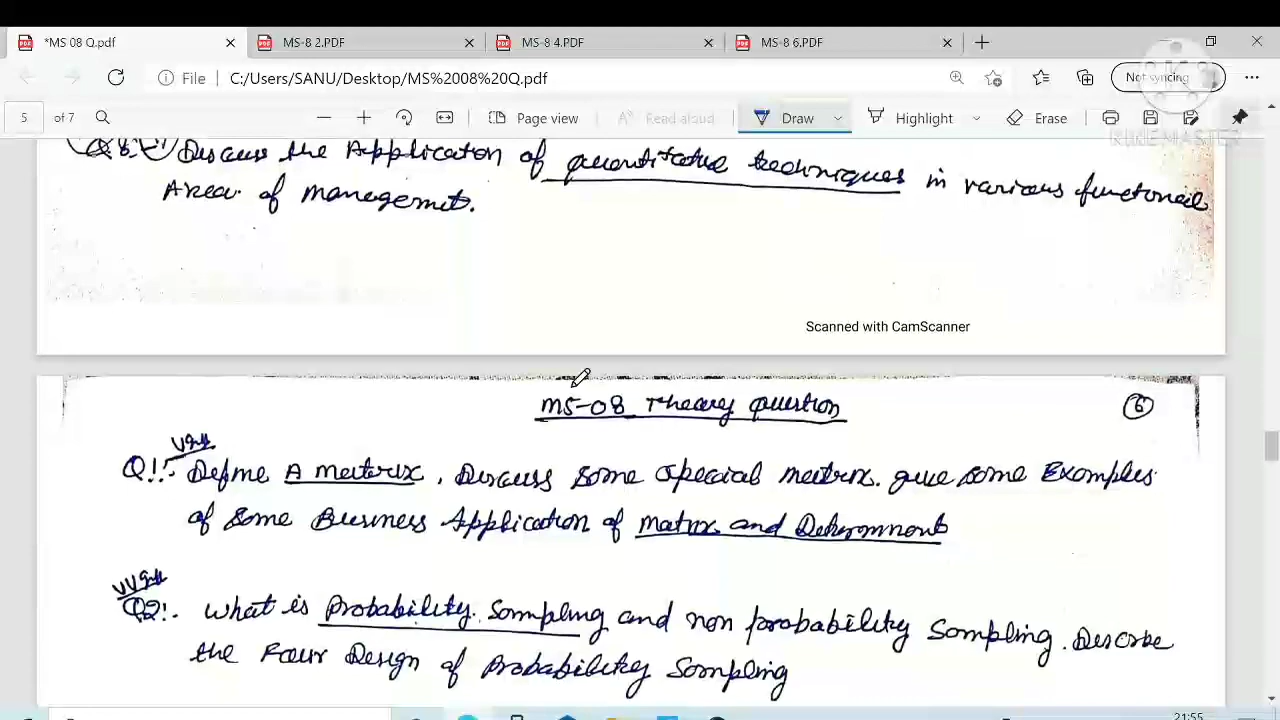 *MS 08 Q.pdf
MS-8 2.PDF
MS-8 4.PDF
MS-8 6.PDF
File
C:/Users/SANU/Desktop/MS%2008%20Q.pdf
Not syncing
5 of 7
Page view
Read aloud
Draw
Highlight
Erase
KINEMASTER
Q8. Discuss the Application of quantitative techniques in various functional
Area of management.
Scanned with CamScanner
MS-08 Theory question
6
Q1:- Define A matrix, Discuss some special matrix. give some Examples
of some Business Application of matrix and Determinants
Q2:- What is Probability Sampling and non probability Sampling. Describe
the Four Design of Probability Sampling
21:55